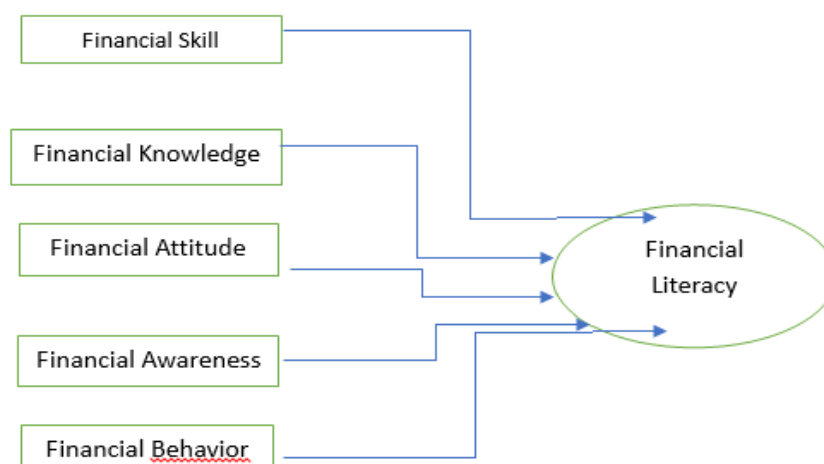 Financial Skill
Financial Knowledge
Financial Attitude
Financial Awareness
Financial Behavior
Financial
Literacy